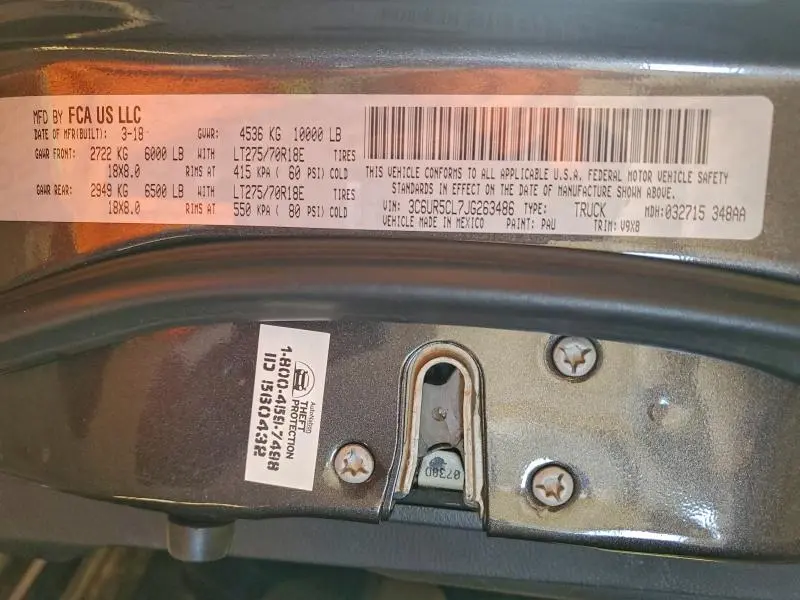 MFD BY FCA US LLC
DATE OF MFR(BUILT): 3-18 GVWR: 4536 KG 10000 LB
GAWR FRONT: 2722 KG 6000 LB WITH LT275/70R18E TIRES
18X8.0 RIMS AT 415 KPA ( 60 PSI) COLD
GAWR REAR: 2949 KG 6500 LB WITH LT275/70R18E TIRES
18X8.0 RIMS AT 550 KPA ( 80 PSI) COLD
THIS VEHICLE CONFORMS TO ALL APPLICABLE U.S.A. FEDERAL MOTOR VEHICLE SAFETY
STANDARDS IN EFFECT ON THE DATE OF MANUFACTURE SHOWN ABOVE.
VIN: 3C6UR5CL7JG263486 TYPE: TRUCK MDH:032715 348AA
VEHICLE MADE IN MEXICO PAINT: PAU TRIM: V9X8
AutoNation
THEFT
PROTECTION
1-800-459-7498
0730D